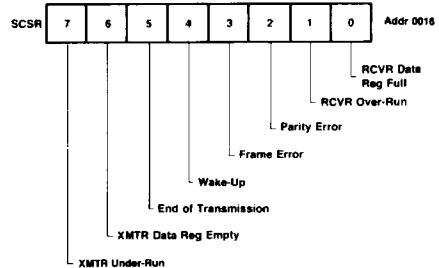 SCSR 7 6 5 4 3 2 1 0 Addr 0016
RCVR Data
Reg Full
RCVR Over-Run
Parity Error
Frame Error
Wake-Up
End of Transmission
XMTR Data Reg Empty
XMTR Under-Run